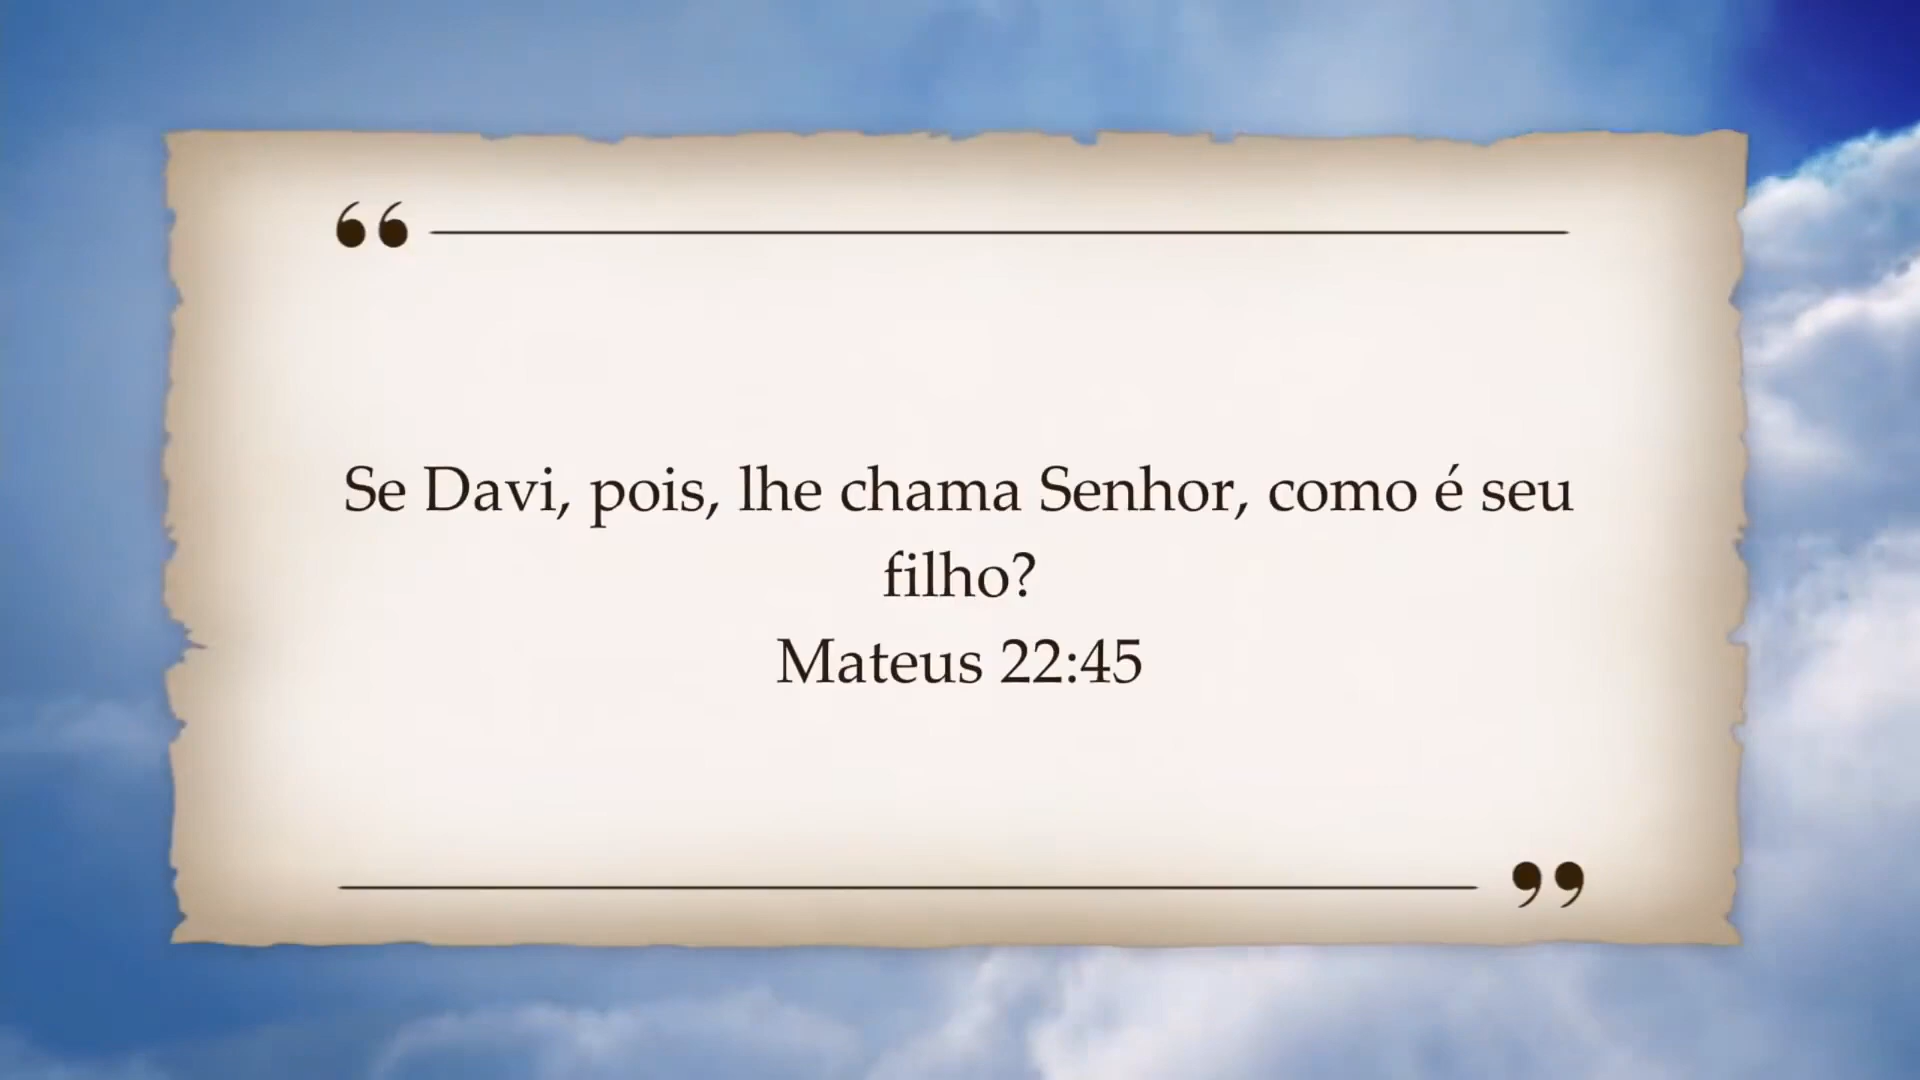 “
Se Davi, pois, lhe chama Senhor, como é seu
filho?
Mateus 22:45
”